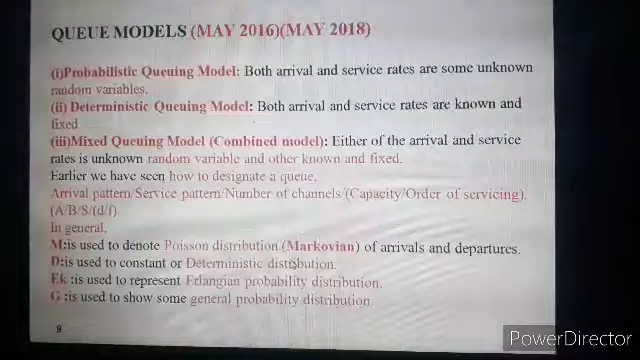 QUEUE MODELS (MAY 2016)(MAY 2018)
(i)Probabilistic Queuing Model: Both arrival and service rates are some unknown
random variables.
(ii) Deterministic Queuing Model: Both arrival and service rates are known and
fixed
(iii)Mixed Queuing Model (Combined model): Either of the arrival and service
rates is unknown random variable and other known and fixed.
Earlier we have seen how to designate a queue.
Arrival pattern/Service pattern/Number of channels/(Capacity/Order of servicing).
(A/B/S/(d/f).
In general,
M:is used to denote Poisson distribution (Markovian) of arrivals and departures.
D:is used to constant or Deterministic distribution.
Ek :is used to represent Erlangian probability distribution.
G :is used to show some general probability distribution.
9
PowerDirector